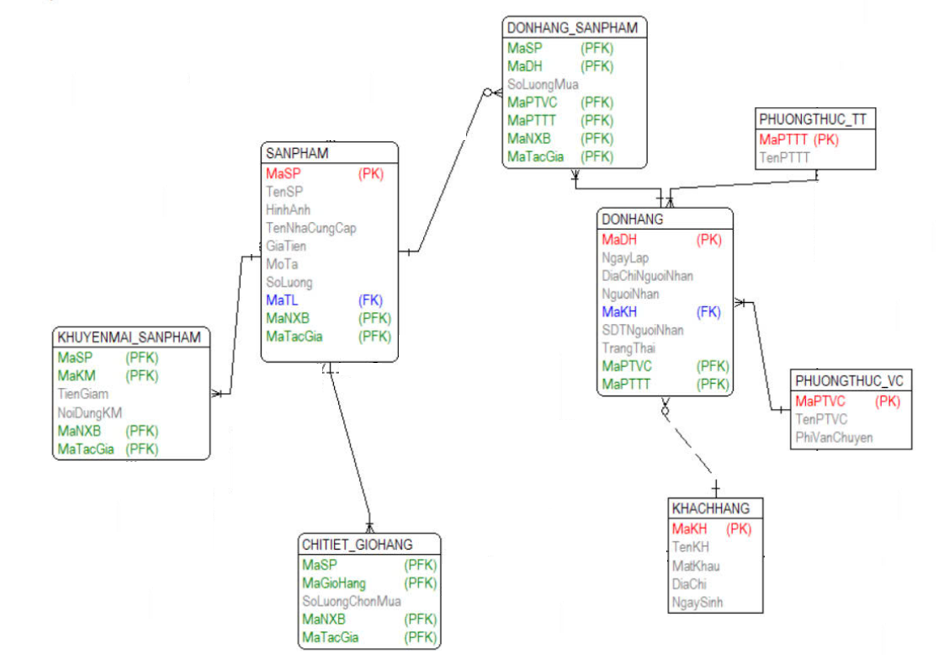 DONHANG_SANPHAM
MaSP (PFK)
MaDH (PFK)
SoLuongMua
MaPTVC (PFK)
MaPTTT (PFK)
MaNXB (PFK)
MaTacGia (PFK)
PHUONGTHUC_TT
MaPTTT (PK)
TenPTTT
SANPHAM
MaSP (PK)
TenSP
HinhAnh
TenNhaCungCap
GiaTien
MoTa
SoLuong
MaTL (FK)
MaNXB (PFK)
MaTacGia (PFK)
DONHANG
MaDH (PK)
NgayLap
DiaChiNguoiNhan
NguoiNhan
MaKH (FK)
SDTNguoiNhan
TrangThai
MaPTVC (PFK)
MaPTTT (PFK)
KHUYENMAI_SANPHAM
MaSP (PFK)
MaKM (PFK)
TienGiam
NoiDungKM
MaNXB (PFK)
MaTacGia (PFK)
PHUONGTHUC_VC
MaPTVC (PK)
TenPTVC
PhiVanChuyen
KHACHHANG
MaKH (PK)
TenKH
MatKhau
DiaChi
NgaySinh
CHITIET_GIOHANG
MaSP (PFK)
MaGioHang (PFK)
SoLuongChonMua
MaNXB (PFK)
MaTacGia (PFK)